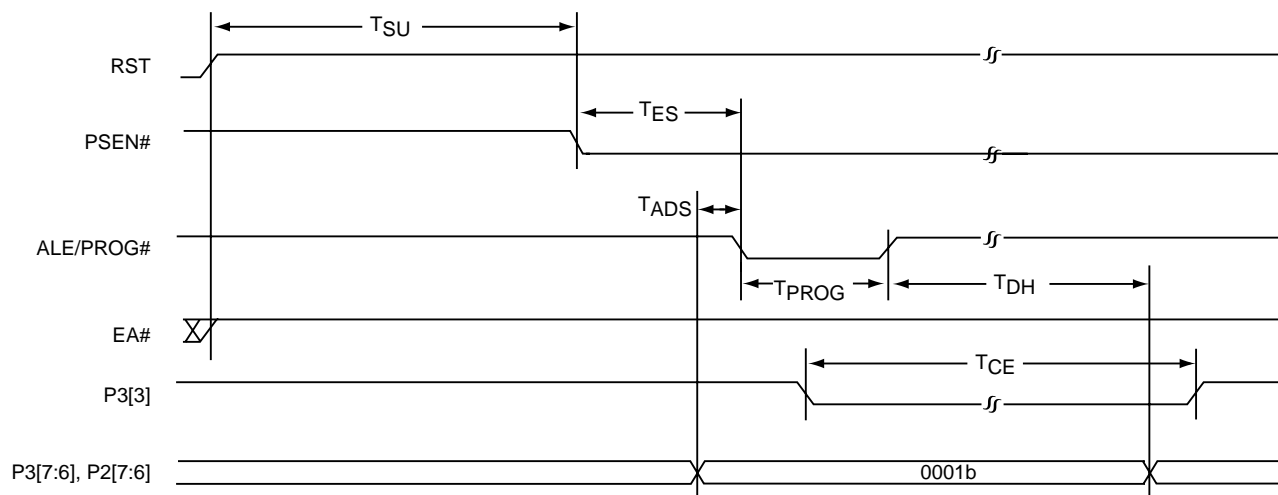 TSU
RST
TES
PSEN#
TADS
ALE/PROG#
TPROG
TDH
EA#
TCE
P3[3]
P3[7:6], P2[7:6]
0001b